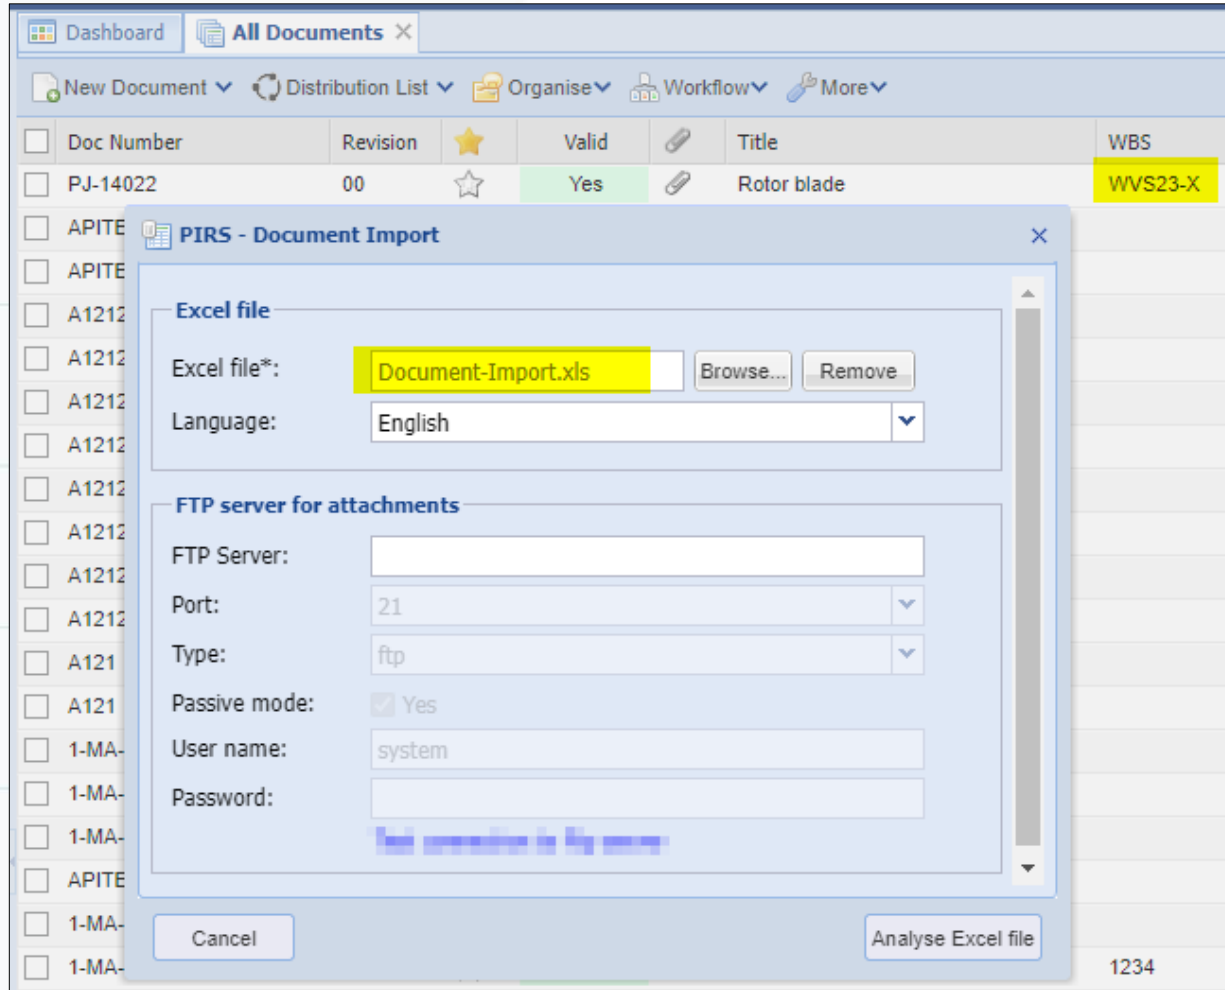 Dashboard All Documents
New Document Distribution List Organise Workflow More
Doc Number Revision Valid Title WBS
PJ-14022 00 Yes Rotor blade WVS23-X
APITE
PIRS - Document Import
APITE
A1212
Excel file
A1212
Excel file*: Document-Import.xls Browse... Remove
A1212
Language: English
A1212
A1212
FTP server for attachments
A1212
FTP Server:
A1212
Port: 21
A1212
Type: ftp
A121
Passive mode: Yes
A121
User name: system
1-MA-
Password:
1-MA-
1-MA-
APITE
1-MA-
Cancel Analyse Excel file
1-MA- 1234